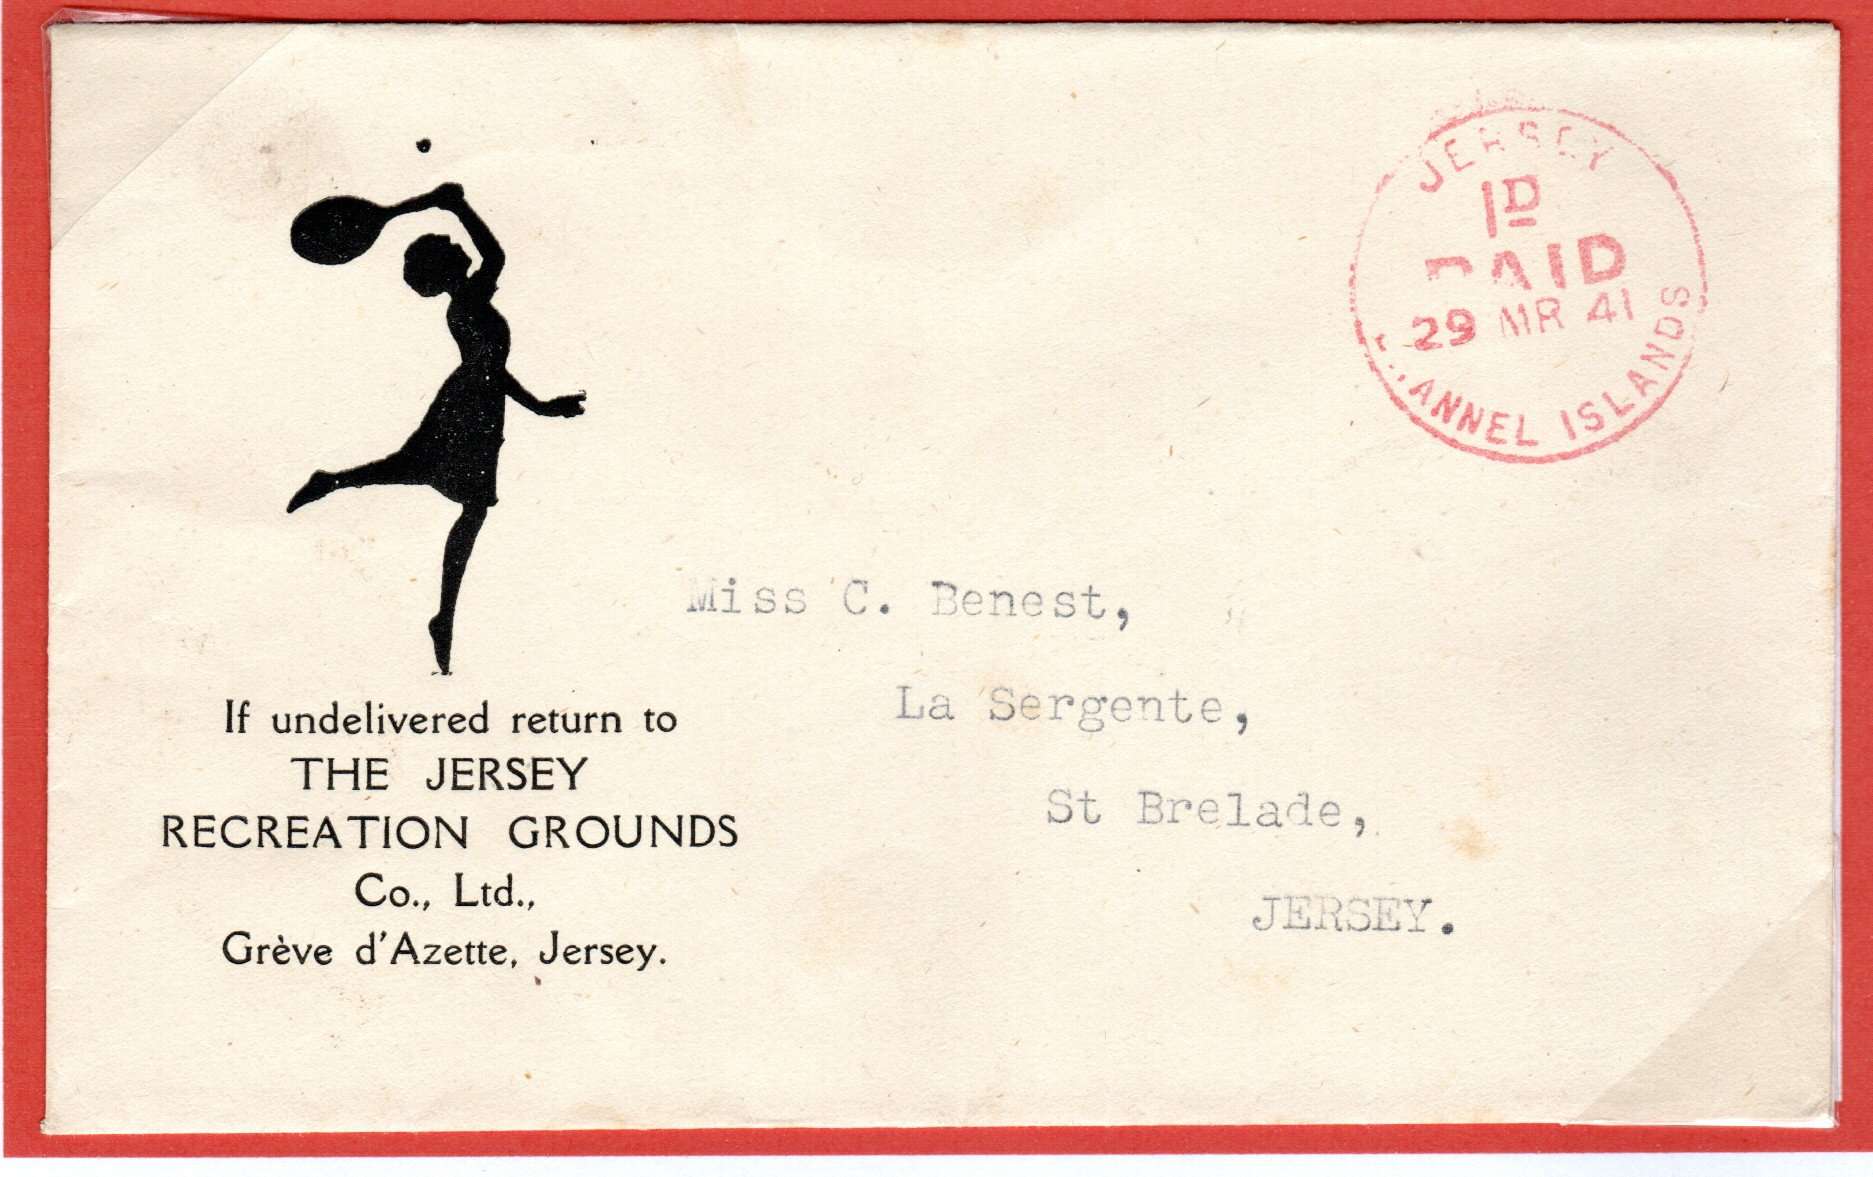 JERSEY
1D
PAID
29 MR 41
ANNEL ISLANDS
Miss C. Benest,
La Sergente,
St Brelade,
JERSEY.
If undelivered return to
THE JERSEY
RECREATION GROUNDS
Co., Ltd.,
Grève d'Azette, Jersey.